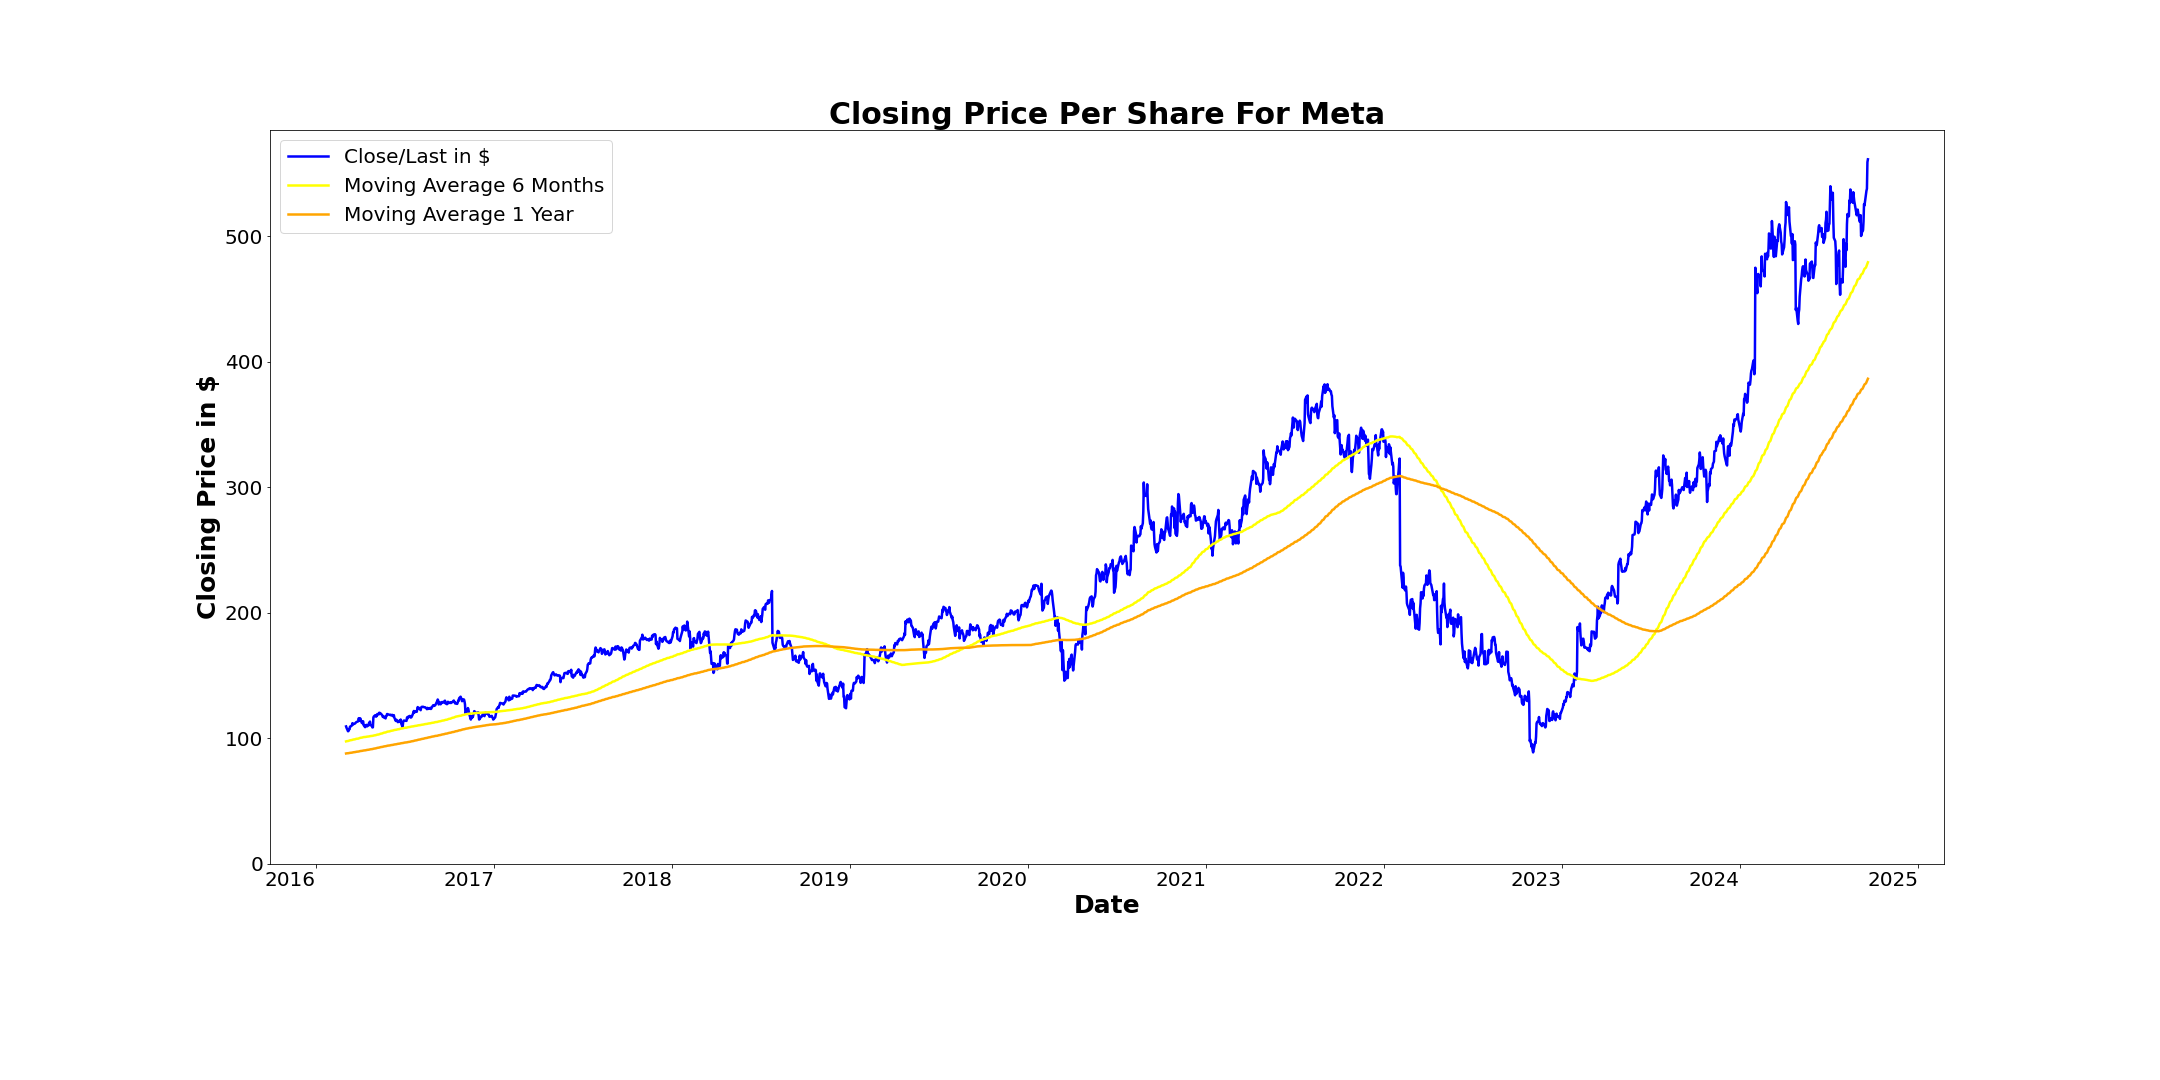 Closing Price Per Share For Meta
Close/Last in $
Moving Average 6 Months
Moving Average 1 Year
Closing Price in $
500
400
300
200
100
0
2016 2017 2018 2019 2020 2021 2022 2023 2024 2025
Date